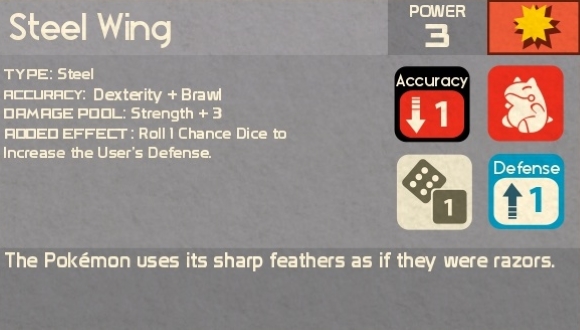 Steel Wing
POWER
3
TYPE: Steel
ACCURACY: Dexterity + Brawl
DAMAGE POOL: Strength + 3
ADDED EFFECT: Roll 1 Chance Dice to
Increase the User's Defense.
Accuracy
1
1
Defense
1
The Pokémon uses its sharp feathers as if they were razors.